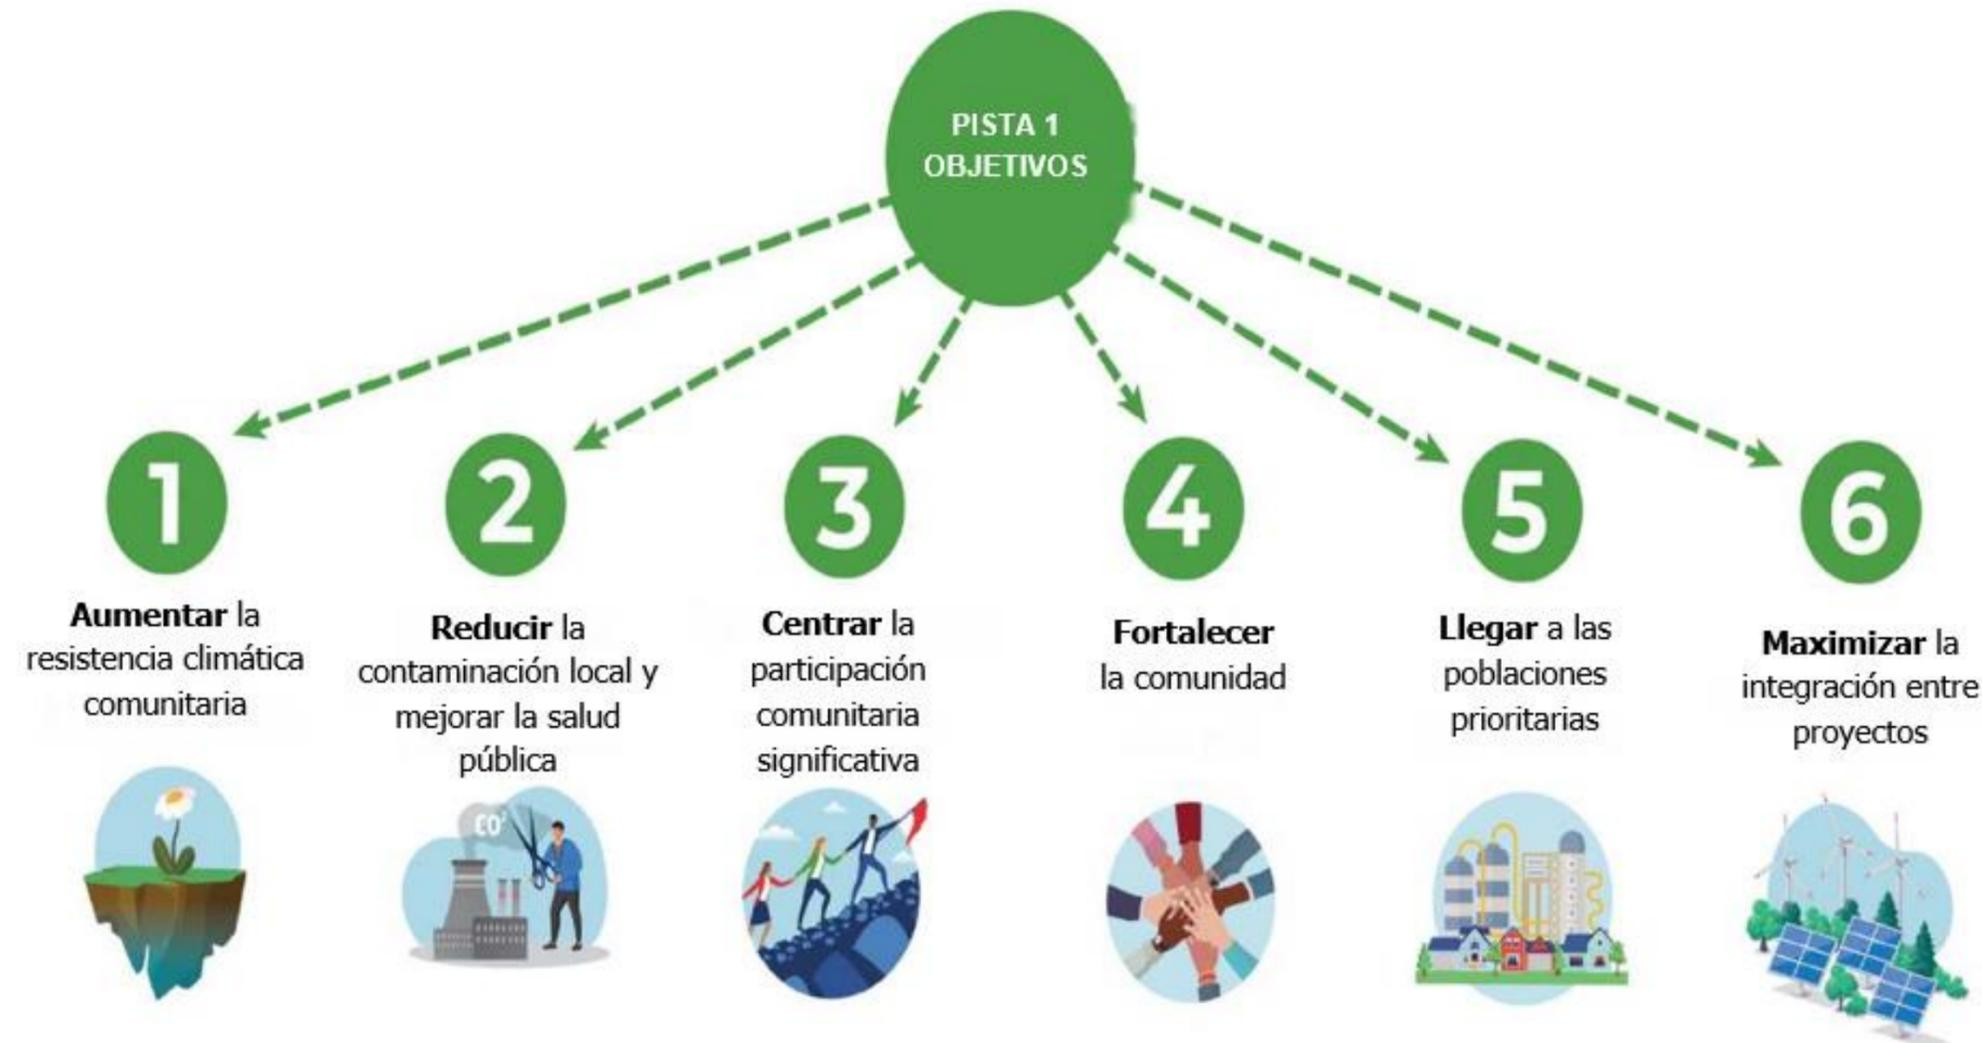 PISTA 1
OBJETIVOS
1
Aumentar la
resistencia climática
comunitaria
2
Reducir la
contaminación local y
mejorar la salud
pública
CO²
3
Centrar la
participación
comunitaria
significativa
4
Fortalecer
la comunidad
5
Llegar a las
poblaciones
prioritarias
6
Maximizar la
integración entre
proyectos